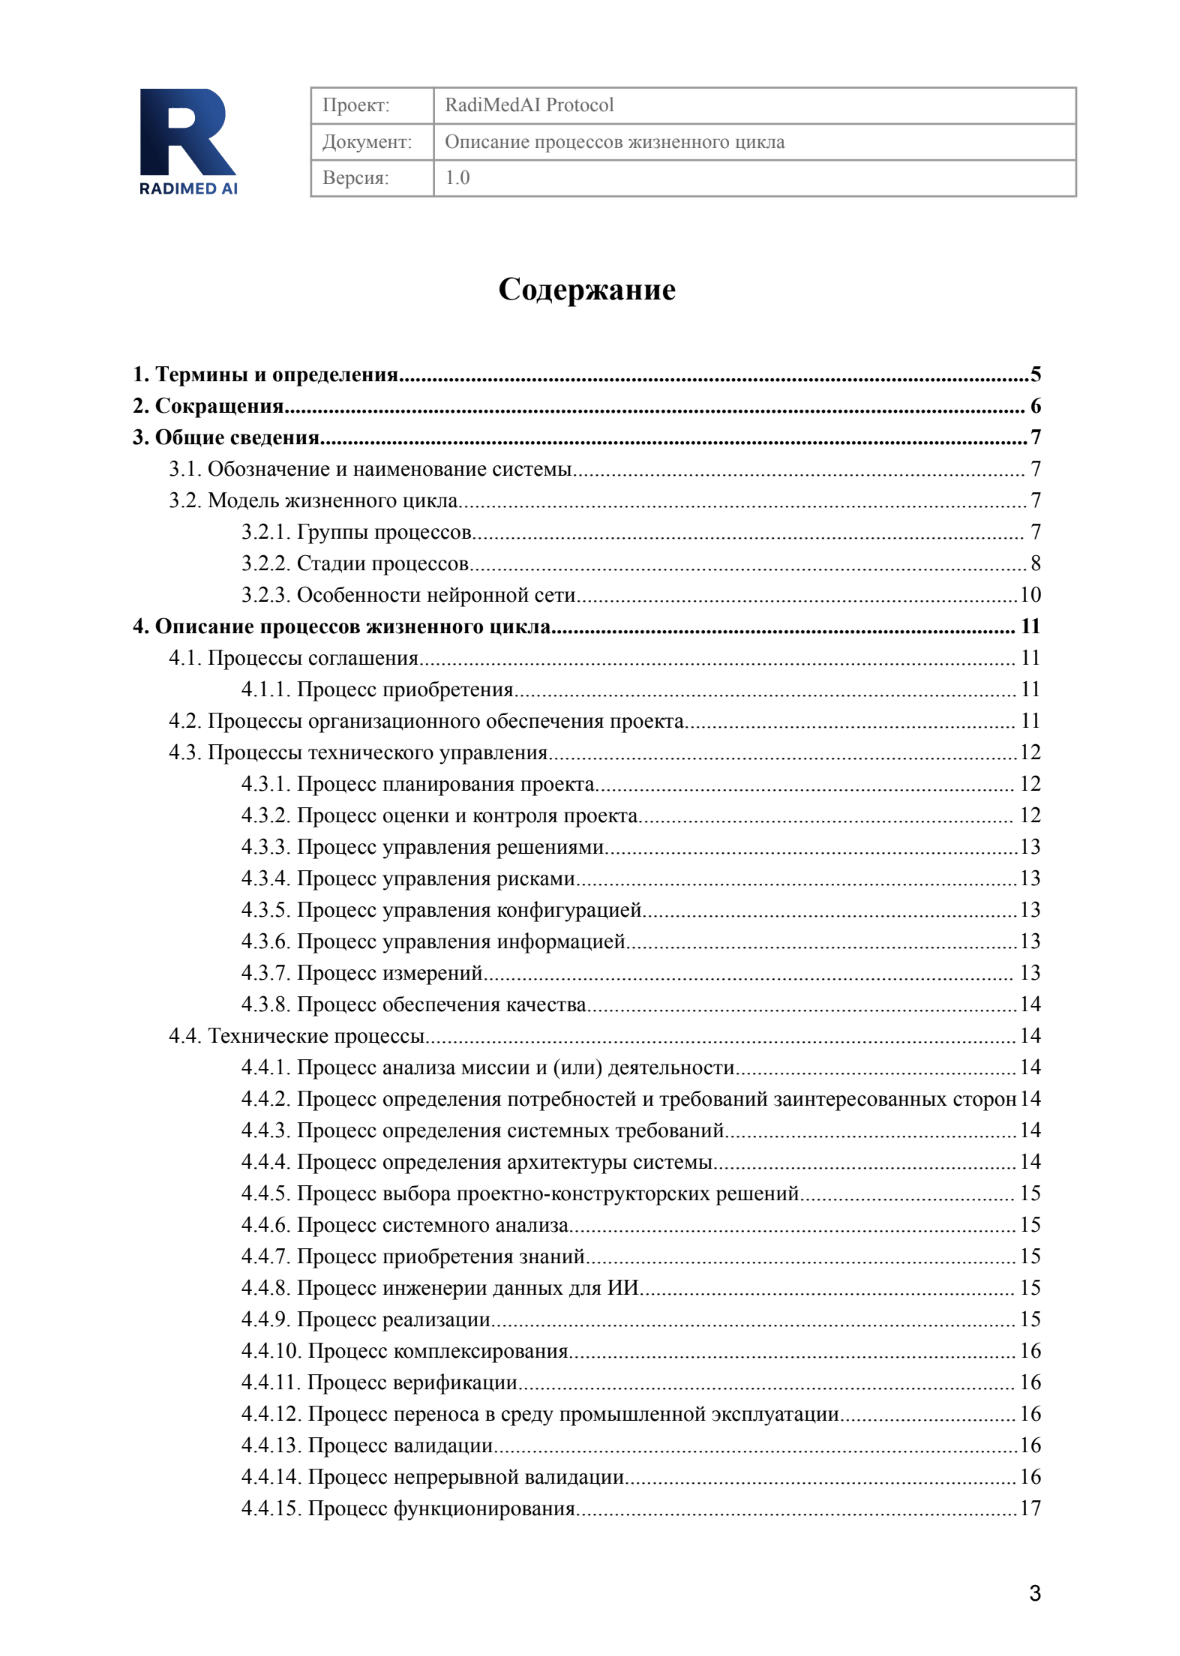 RADIMED AI
Проект: RadiMedAI Protocol
Документ: Описание процессов жизненного цикла
Версия: 1.0
Содержание
1. Термины и определения..........5
2. Сокращения.......... 6
3. Общие сведения..........7
3.1. Обозначение и наименование системы.......... 7
3.2. Модель жизненного цикла..........7
3.2.1. Группы процессов.......... 7
3.2.2. Стадии процессов..........8
3.2.3. Особенности нейронной сети..........10
4. Описание процессов жизненного цикла.......... 11
4.1. Процессы соглашения.......... 11
4.1.1. Процесс приобретения..........11
4.2. Процессы организационного обеспечения проекта.......... 11
4.3. Процессы технического управления..........12
4.3.1. Процесс планирования проекта.......... 12
4.3.2. Процесс оценки и контроля проекта.......... 12
4.3.3. Процесс управления решениями..........13
4.3.4. Процесс управления рисками..........13
4.3.5. Процесс управления конфигурацией..........13
4.3.6. Процесс управления информацией..........13
4.3.7. Процесс измерений.......... 13
4.3.8. Процесс обеспечения качества..........14
4.4. Технические процессы..........14
4.4.1. Процесс анализа миссии и (или) деятельности..........14
4.4.2. Процесс определения потребностей и требований заинтересованных сторон 14
4.4.3. Процесс определения системных требований..........14
4.4.4. Процесс определения архитектуры системы..........14
4.4.5. Процесс выбора проектно-конструкторских решений.......... 15
4.4.6. Процесс системного анализа..........15
4.4.7. Процесс приобретения знаний..........15
4.4.8. Процесс инженерии данных для ИИ.......... 15
4.4.9. Процесс реализации..........15
4.4.10. Процесс комплексирования..........16
4.4.11. Процесс верификации.......... 16
4.4.12. Процесс переноса в среду промышленной эксплуатации..........16
4.4.13. Процесс валидации..........16
4.4.14. Процесс непрерывной валидации..........16
4.4.15. Процесс функционирования..........17
3